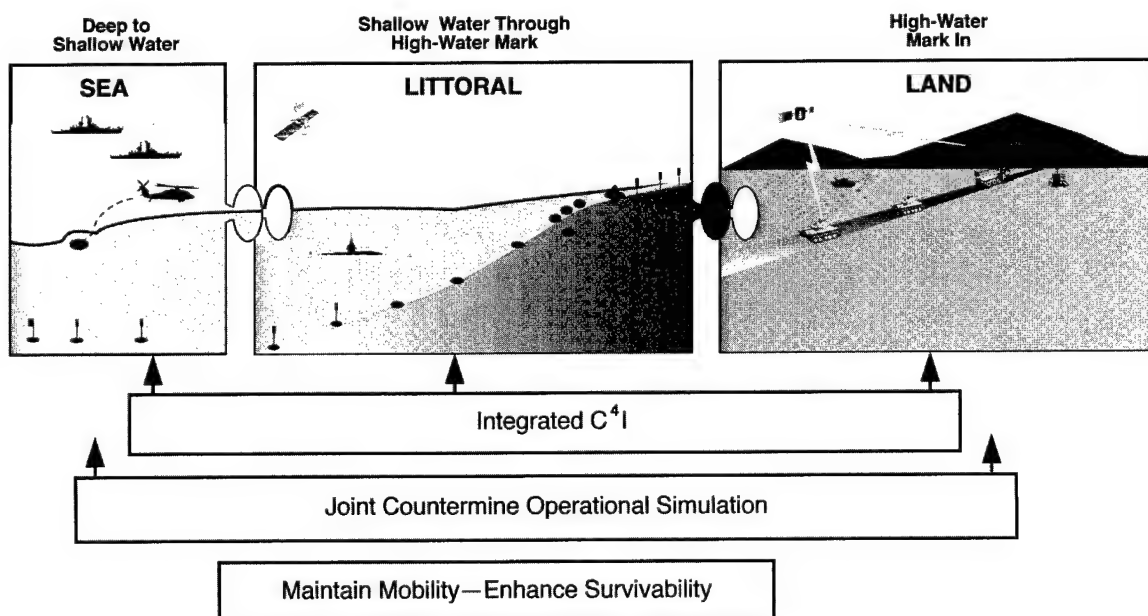 Deep to
Shallow Water
Shallow Water Through
High-Water Mark
High-Water
Mark In
SEA
LITTORAL
LAND
Integrated C⁴I
Joint Countermine Operational Simulation
Maintain Mobility—Enhance Survivability